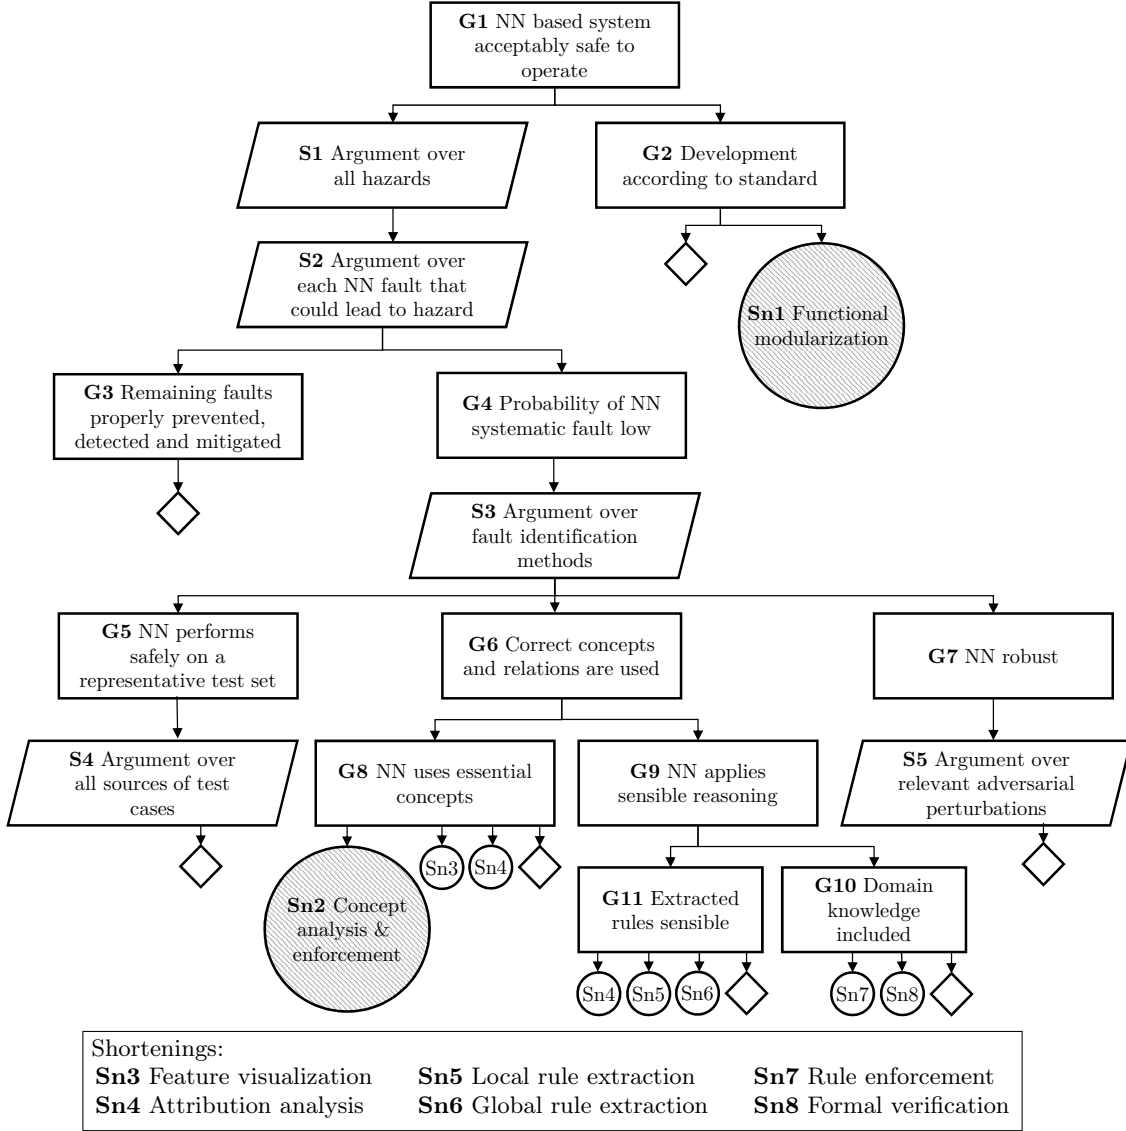 G1 NN based system
acceptably safe to
operate
S1 Argument over
all hazards
G2 Development
according to standard
S2 Argument over
each NN fault that
could lead to hazard
Sn1 Functional
modularization
G3 Remaining faults
properly prevented,
detected and mitigated
G4 Probability of NN
systematic fault low
S3 Argument over
fault identification
methods
G5 NN performs
safely on a
representative test set
G6 Correct concepts
and relations are used
G7 NN robust
S4 Argument over
all sources of test
cases
G8 NN uses essential
concepts
G9 NN applies
sensible reasoning
S5 Argument over
relevant adversarial
perturbations
Sn2 Concept
analysis &
enforcement
Sn3
Sn4
G11 Extracted
rules sensible
G10 Domain
knowledge
included
Sn4
Sn5
Sn6
Sn7
Sn8
Shortenings:
Sn3 Feature visualization
Sn5 Local rule extraction
Sn7 Rule enforcement
Sn4 Attribution analysis
Sn6 Global rule extraction
Sn8 Formal verification